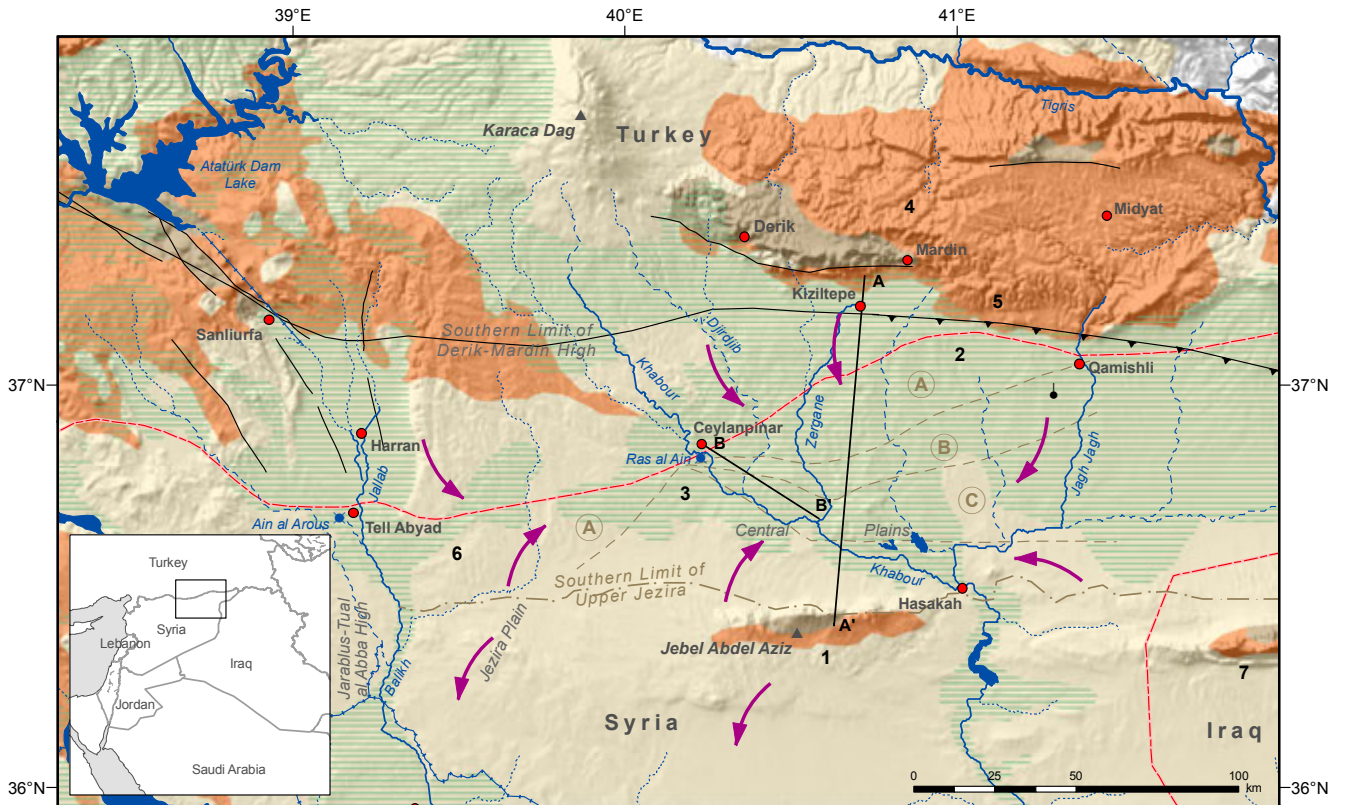 39°E
40°E
41°E
Tigris
Karaca Dag
Turkey
Atatürk Dam
Lake
4
Midyat
Derik
Mardin
A
Kiziltepe
5
Sanliurfa
Southern Limit of
Derik-Mardin High
Djirdjib
2
37°N
37°N
Khabour
Qamishli
A
Zergane
Ceylanpinar
B
Harran
B
Ras al Ain
Jallab
3
C
Jagh Jagh
B'
Ain al Arous
Tell Abyad
A
Central
Plains
6
Turkey
Southern Limit of
Upper Jezira
Khabour
Hasakah
Syria
Jarablus-Tual
al Abba High
A'
Lebanon
Jezira Plain
Jebel Abdel Aziz
1
Iraq
7
Balikh
Jordan
Syria
Iraq
Saudi Arabia
0
25
50
100
km
36°N
36°N